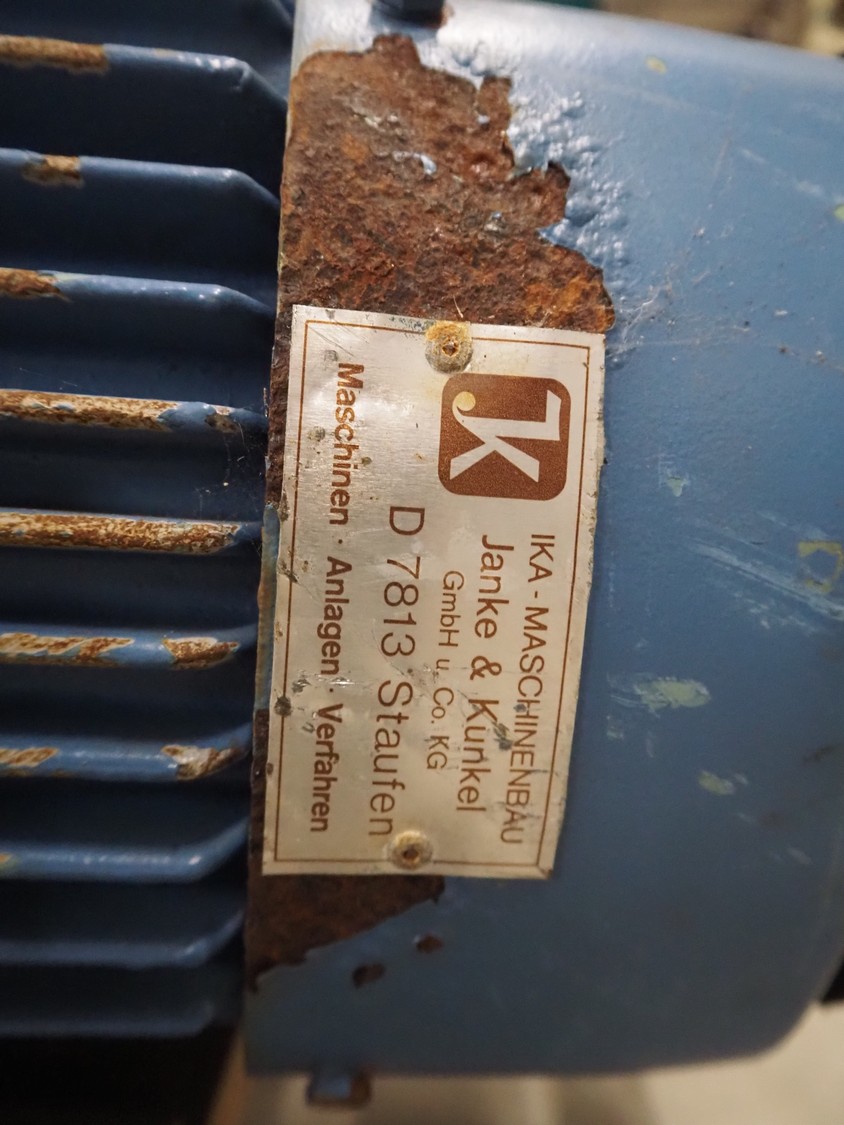 JK
IKA - MASCHINENBAU
Janke & Kunkel
GmbH u. Co. KG
D 7813 Staufen
Maschinen · Anlagen · Verfahren